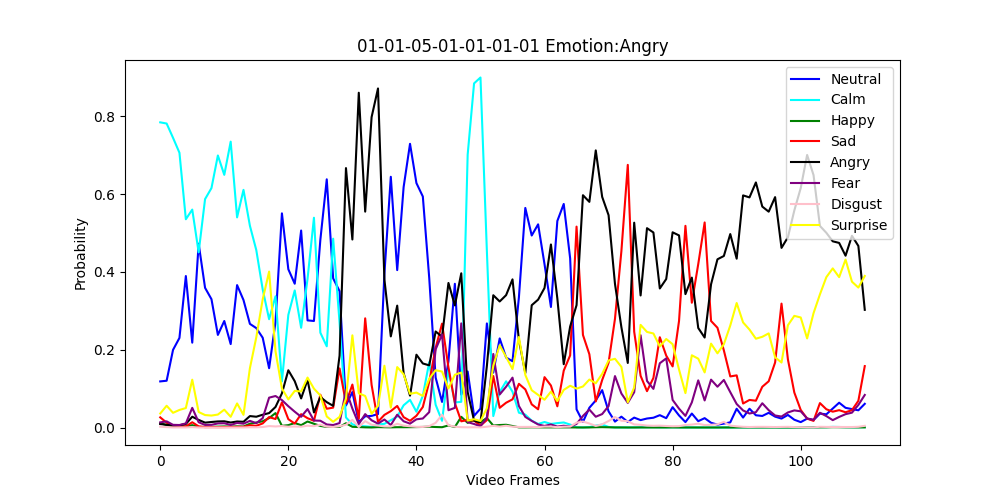 01-01-05-01-01-01-01 Emotion:Angry
Probability
0.8
0.6
0.4
0.2
0.0
0 20 40 60 80 100
Video Frames
Neutral
Calm
Happy
Sad
Angry
Fear
Disgust
Surprise